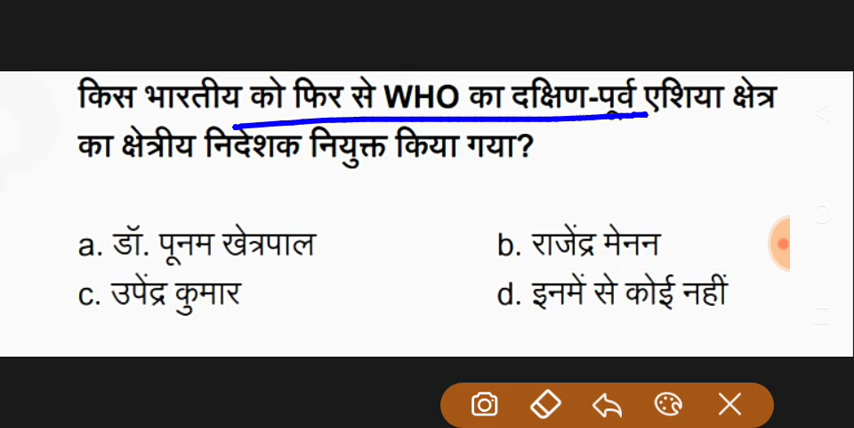 किस भारतीय को फिर से WHO का दक्षिण-पूर्व एशिया क्षेत्र
का क्षेत्रीय निदेशक नियुक्त किया गया?
a. डॉ. पूनम खेत्रपाल
b. राजेंद्र मेनन
c. उपेंद्र कुमार
d. इनमें से कोई नहीं